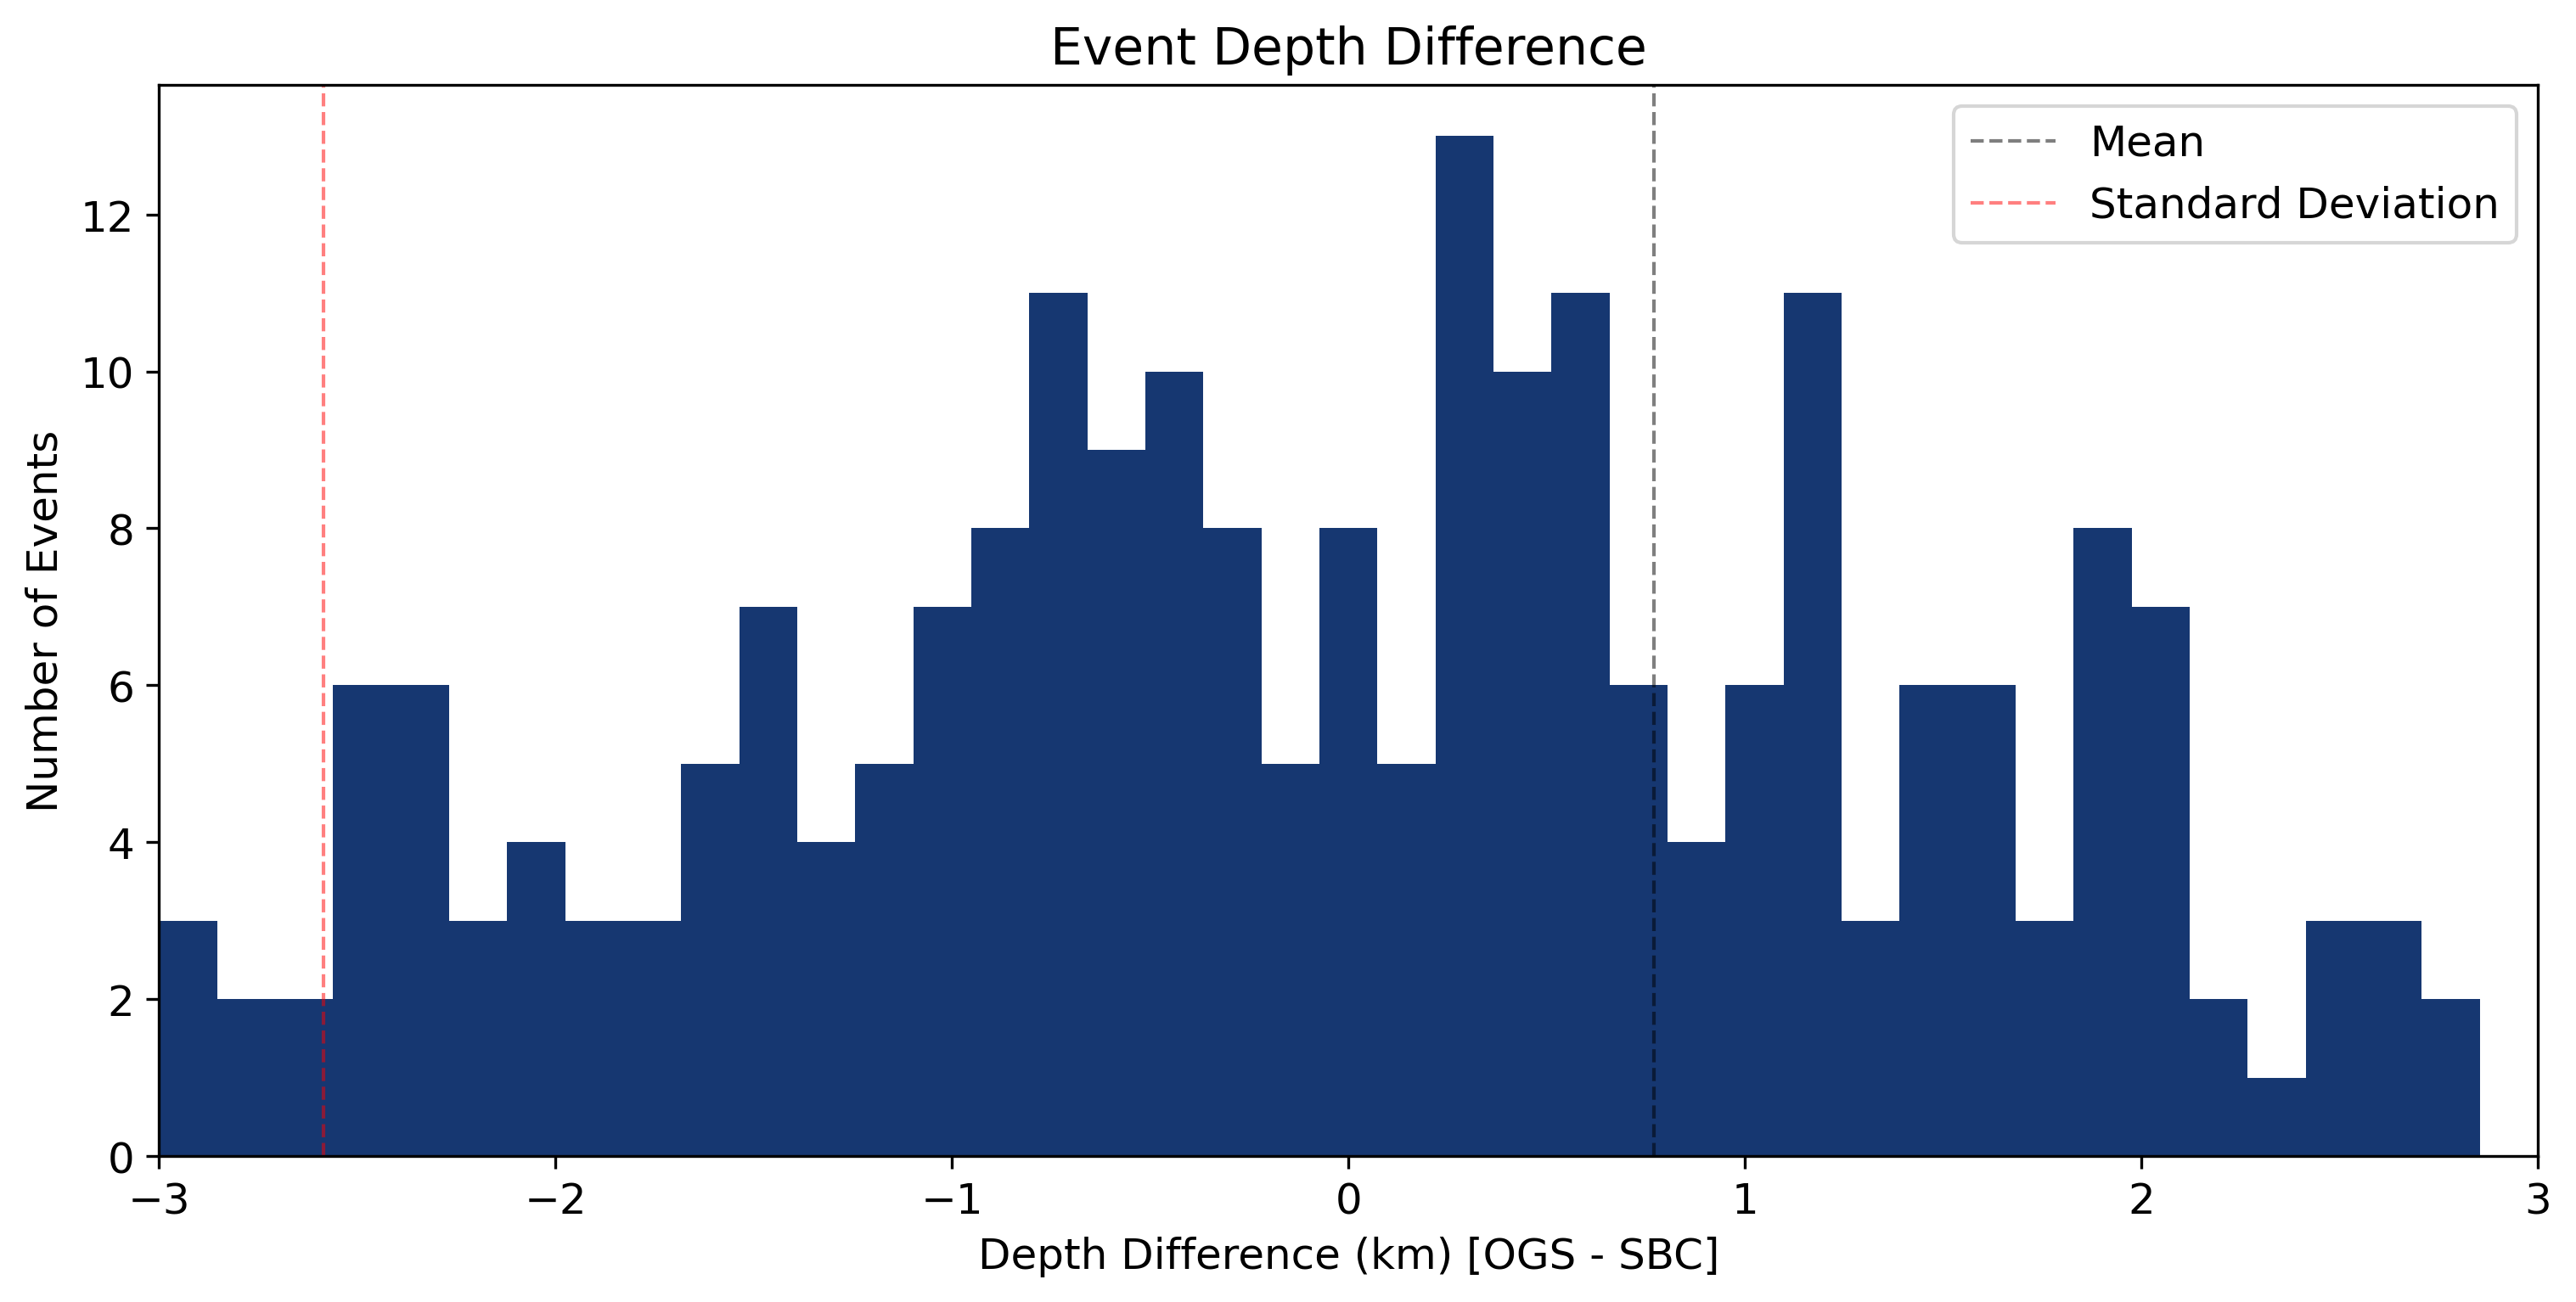 Event Depth Difference
Mean
Standard Deviation
12
10
8
6
4
2
0
Number of Events
−3
−2
−1
0
1
2
3
Depth Difference (km) [OGS - SBC]